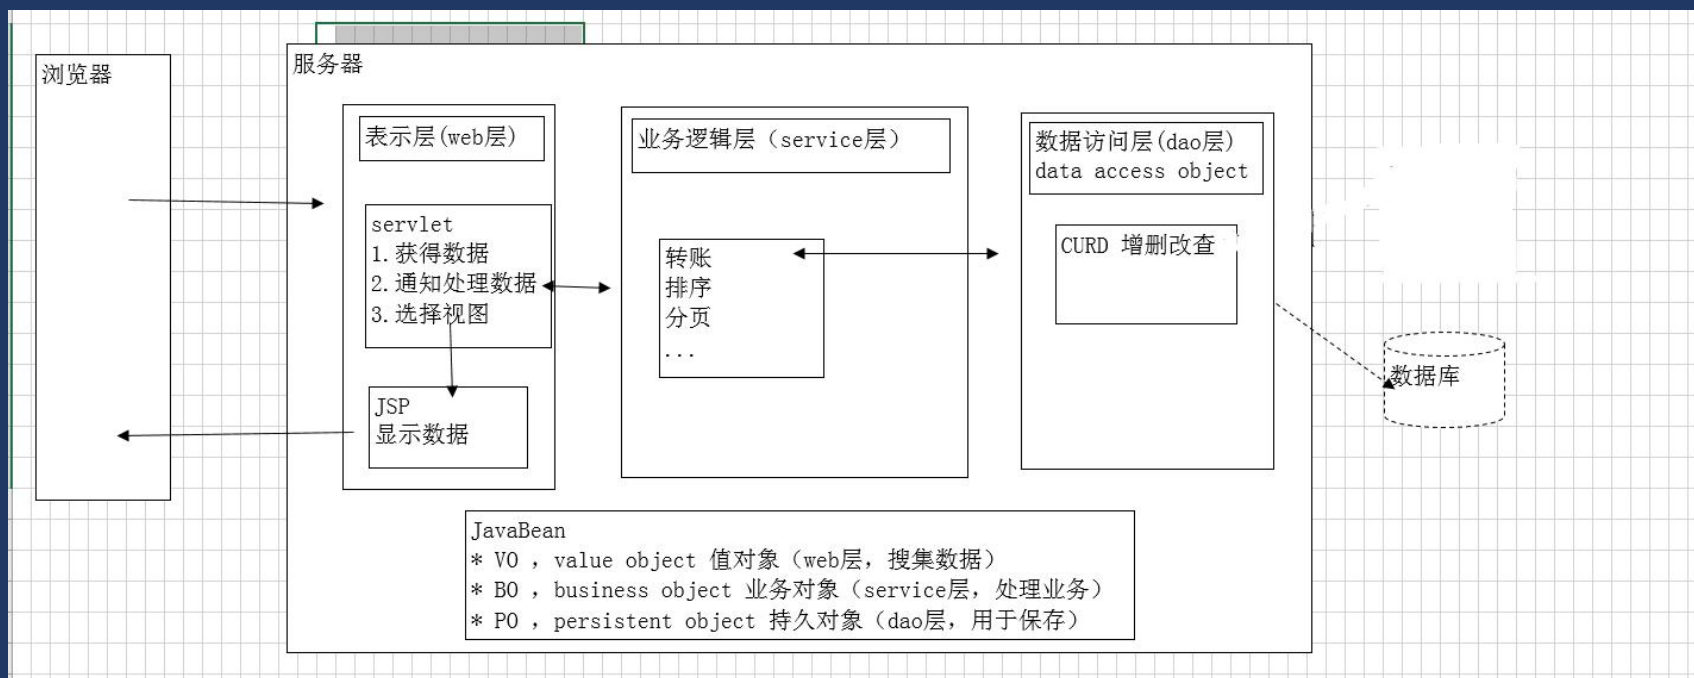 浏览器
服务器
表示层(web层)
servlet
1.获得数据
2.通知处理数据
3.选择视图
JSP
显示数据
业务逻辑层（service层）
转账
排序
分页
...
数据访问层(dao层)
data access object
CURD 增删改查
数据库
JavaBean
* VO ，value object 值对象（web层，搜集数据）
* BO ，business object 业务对象（service层，处理业务）
* PO ，persistent object 持久对象（dao层，用于保存）